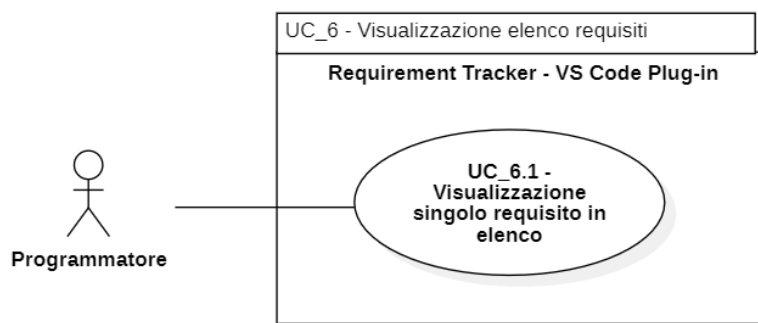 UC_6 - Visualizzazione elenco requisiti
Requirement Tracker - VS Code Plug-in
UC_6.1 -
Visualizzazione
singolo requisito in
elenco
Programmatore